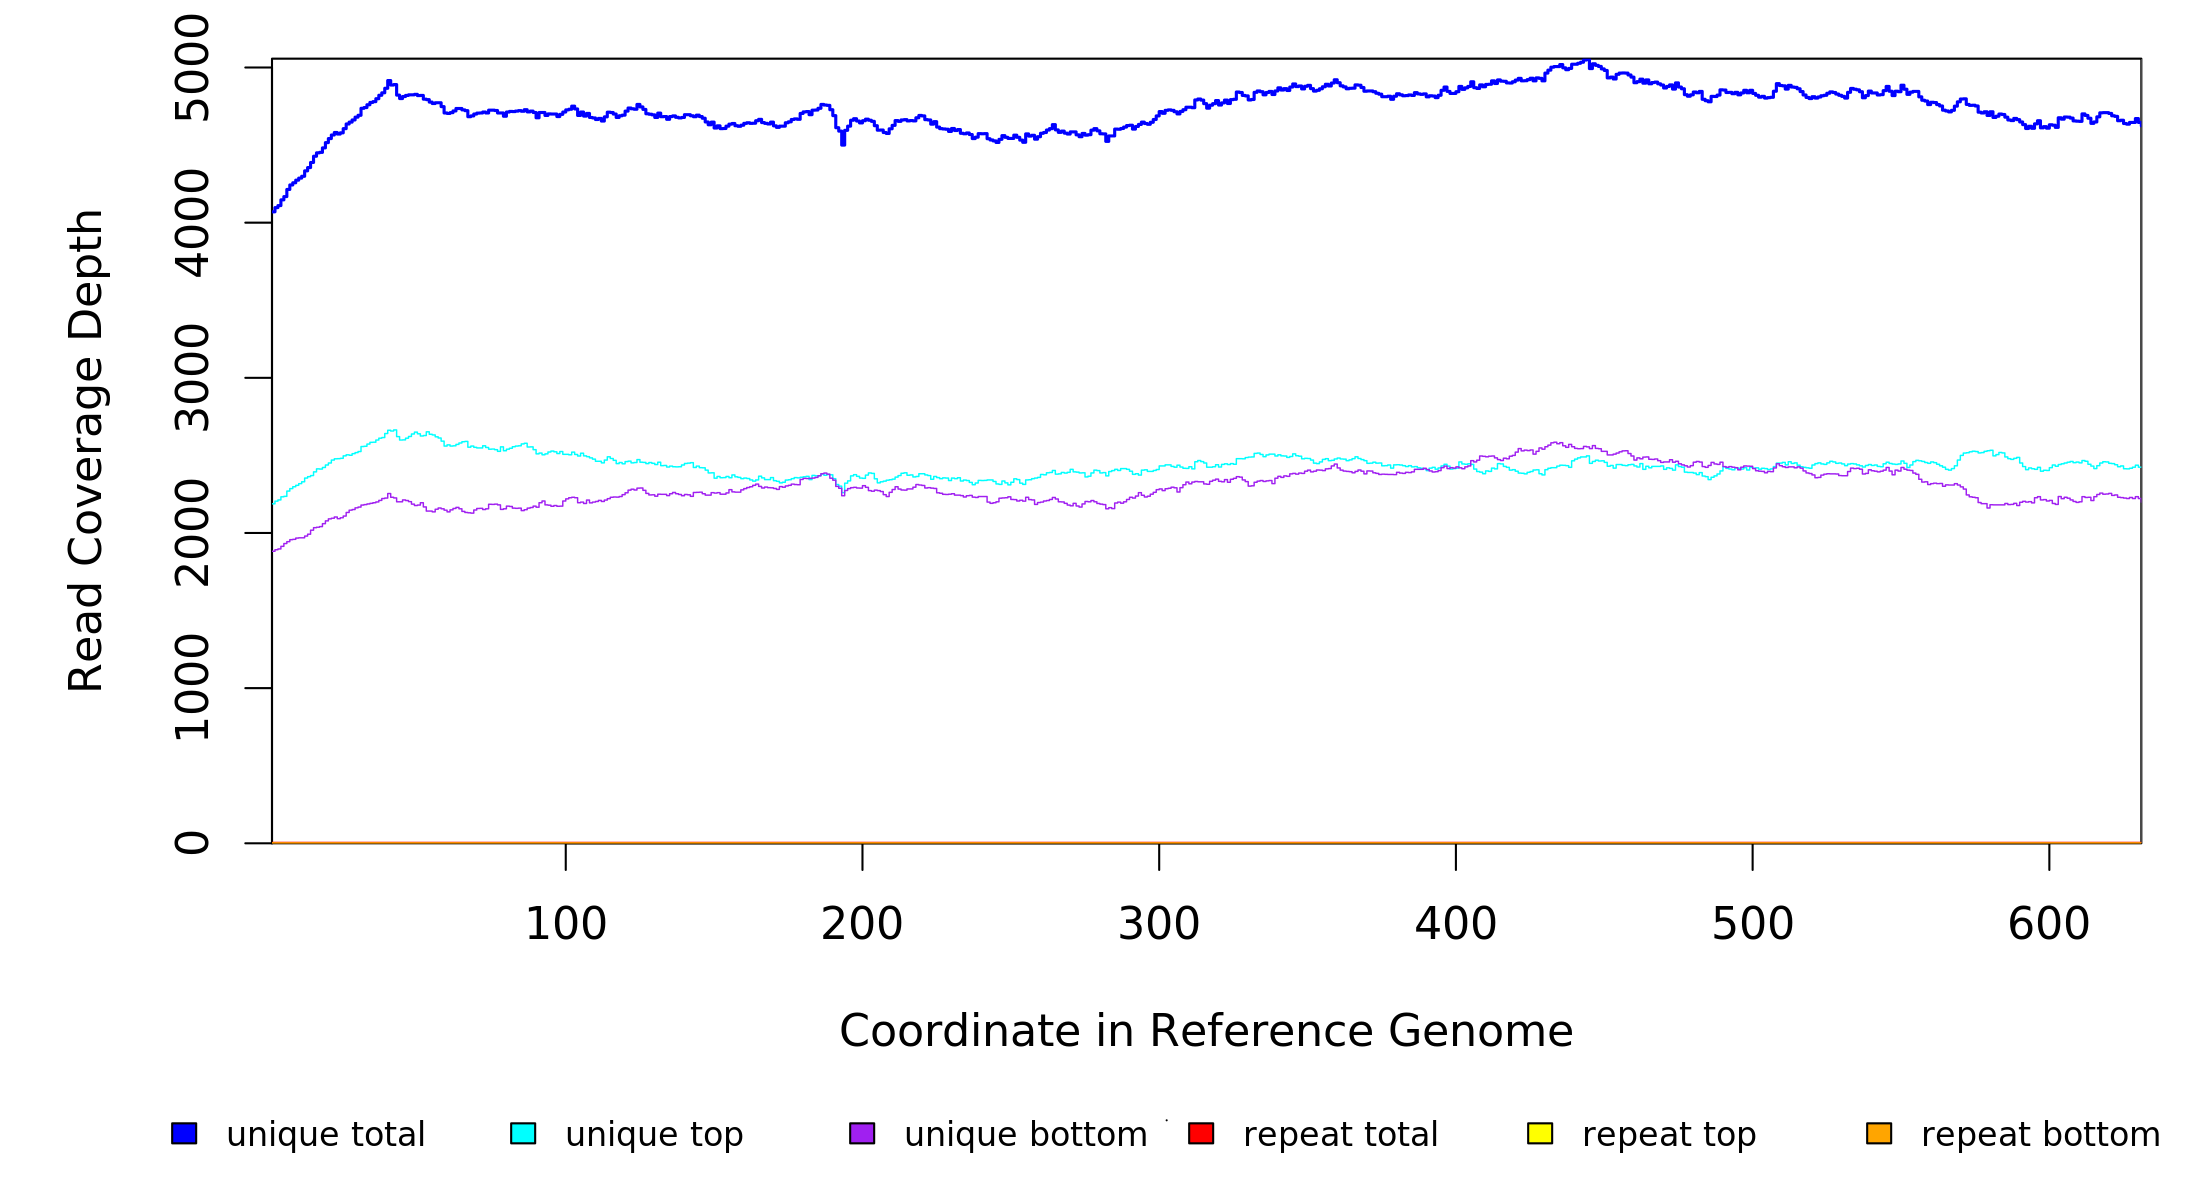 Read Coverage Depth
5000
4000
3000
2000
1000
0
100 200 300 400 500 600
Coordinate in Reference Genome
unique total unique top unique bottom repeat total repeat top repeat bottom